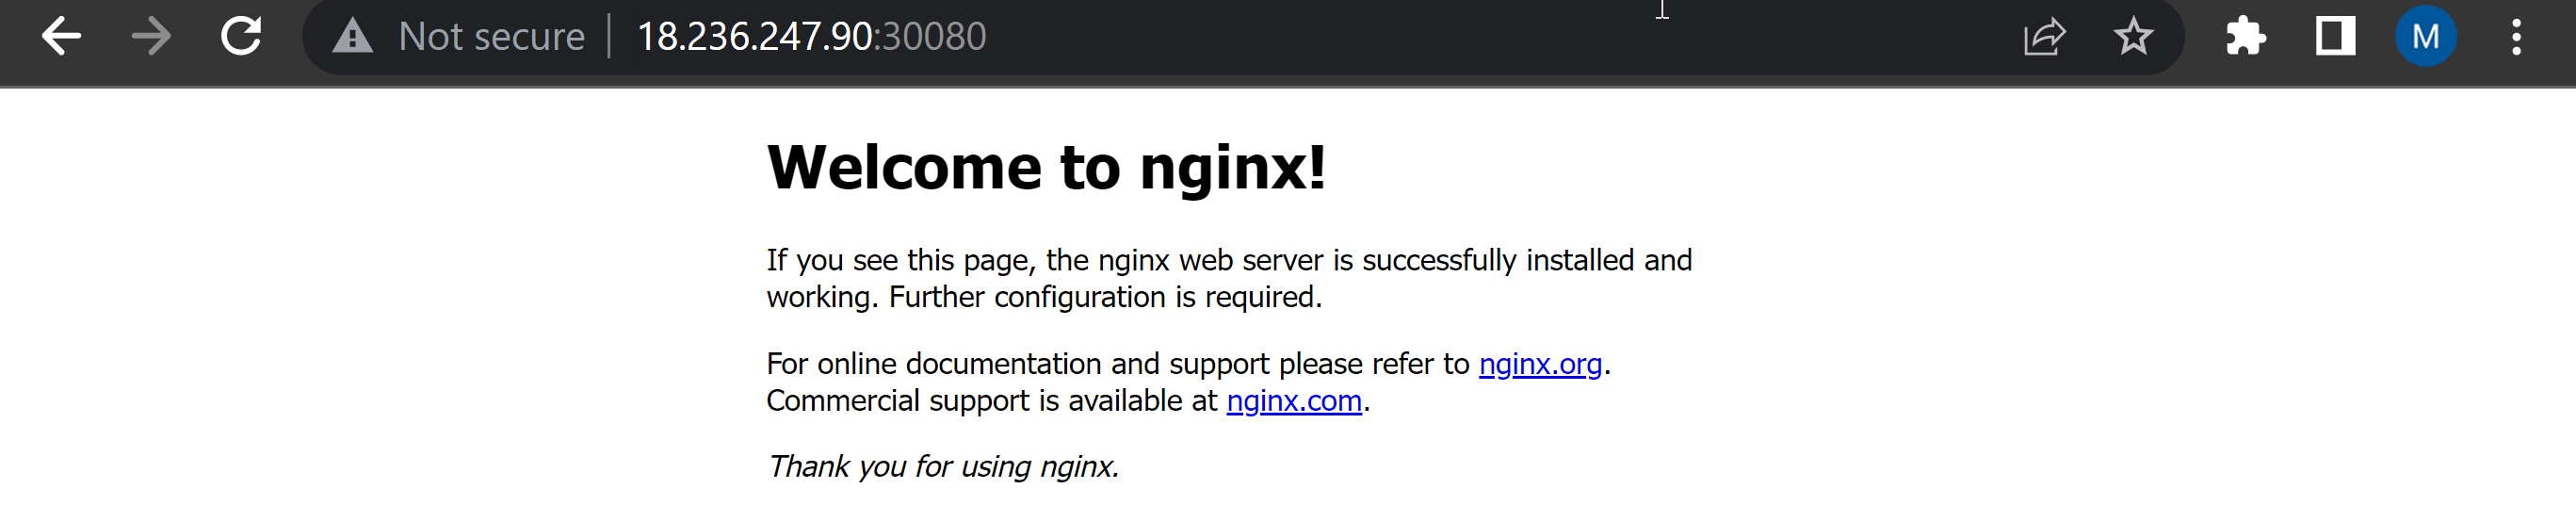 Not secure 18.236.247.90:30080
M
Welcome to nginx!
If you see this page, the nginx web server is successfully installed and
working. Further configuration is required.
For online documentation and support please refer to nginx.org.
Commercial support is available at nginx.com.
Thank you for using nginx.